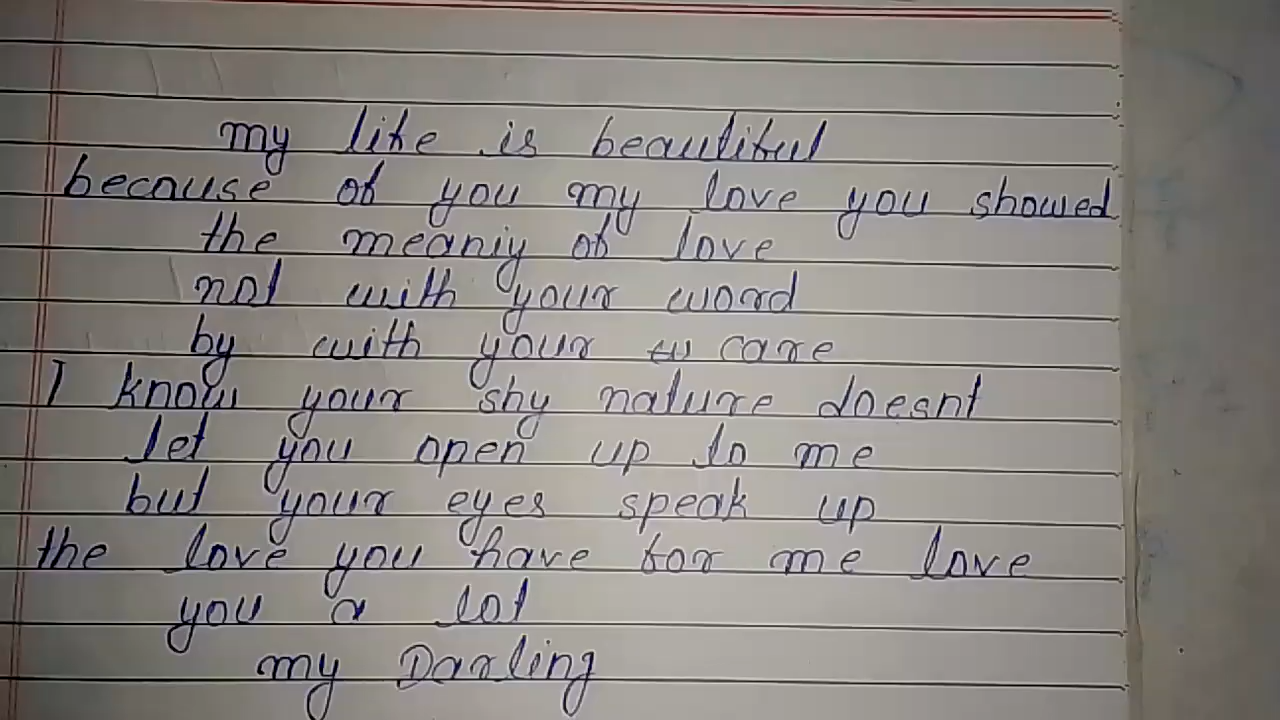 my life is beautiful
because of you my love you showed
the meaniy of love
not with your word
by with your care
I know your shy nature doesnt
let you open up to me
but your eyes speak up
the love you have for me love
you a lot
my Darling